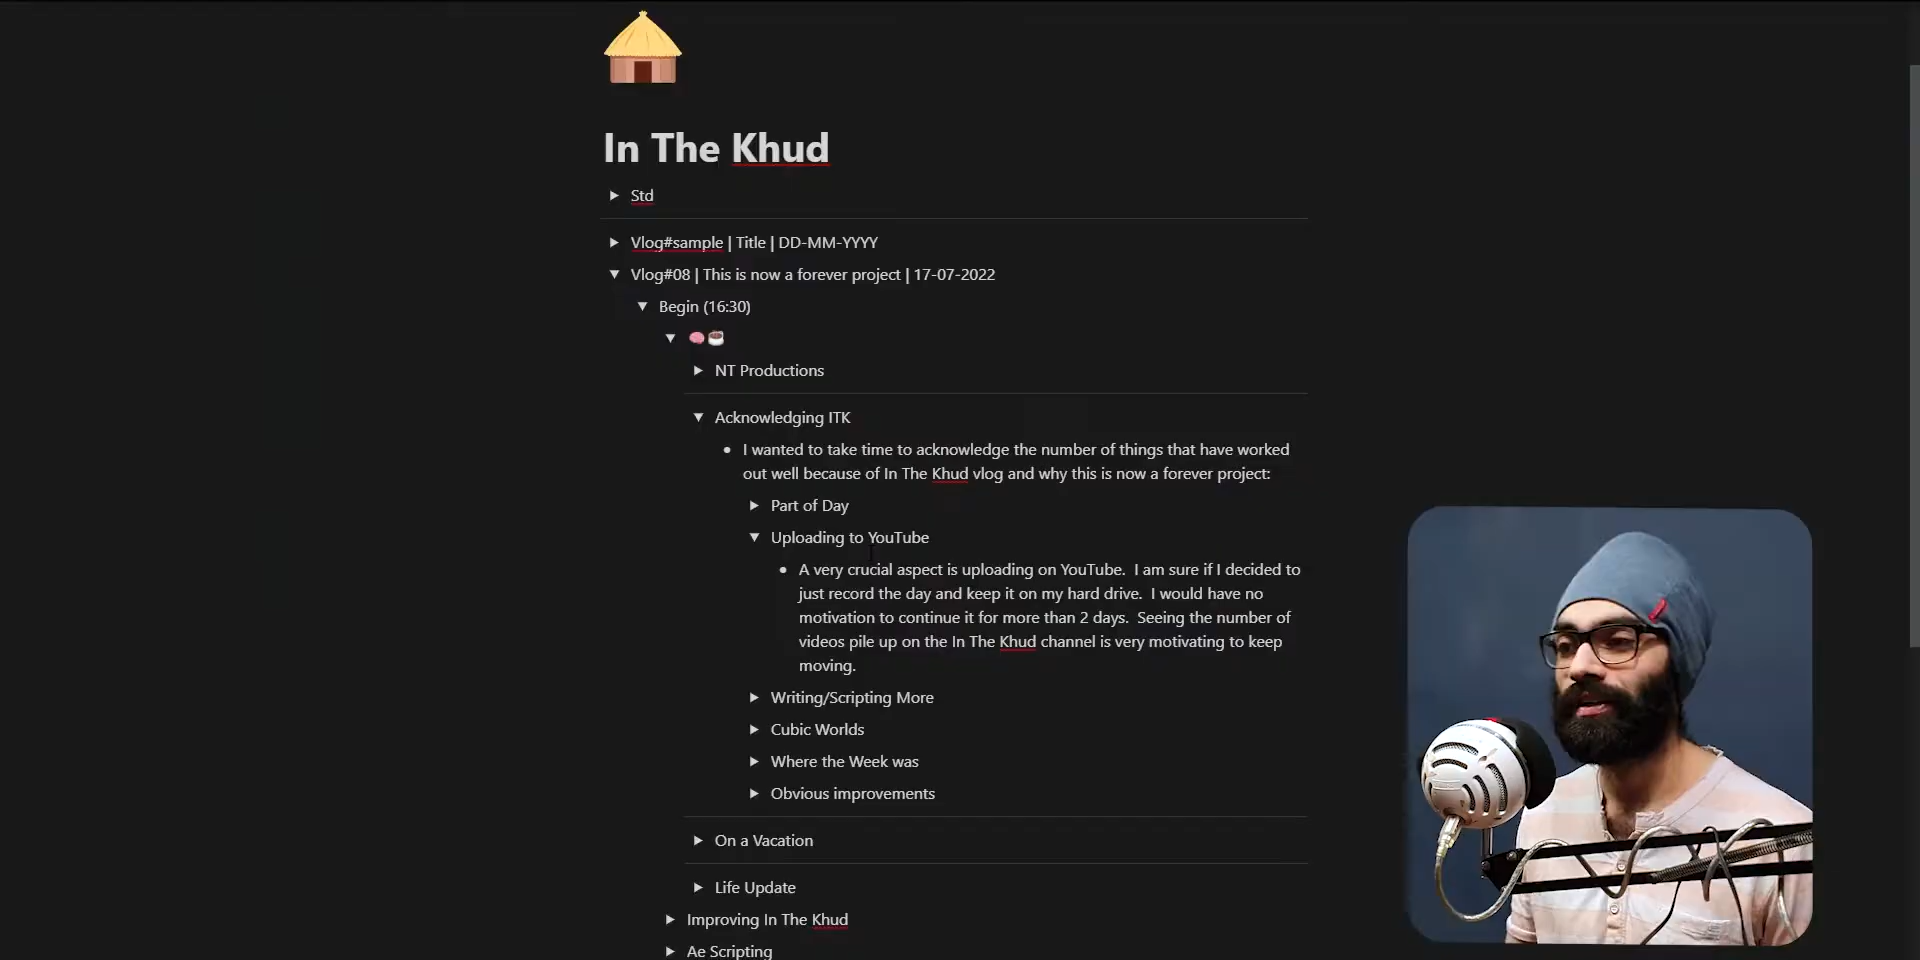 In The Khud
Std
Vlog#sample | Title | DD-MM-YYYY
Vlog#08 | This is now a forever project | 17-07-2022
Begin (16:30)
NT Productions
Acknowledging ITK
I wanted to take time to acknowledge the number of things that have worked
out well because of In The Khud vlog and why this is now a forever project:
Part of Day
Uploading to YouTube
A very crucial aspect is uploading on YouTube.  I am sure if I decided to
just record the day and keep it on my hard drive.  I would have no
motivation to continue it for more than 2 days.  Seeing the number of
videos pile up on the In The Khud channel is very motivating to keep
moving.
Writing/Scripting More
Cubic Worlds
Where the Week was
Obvious improvements
On a Vacation
Life Update
Improving In The Khud
Ae Scripting